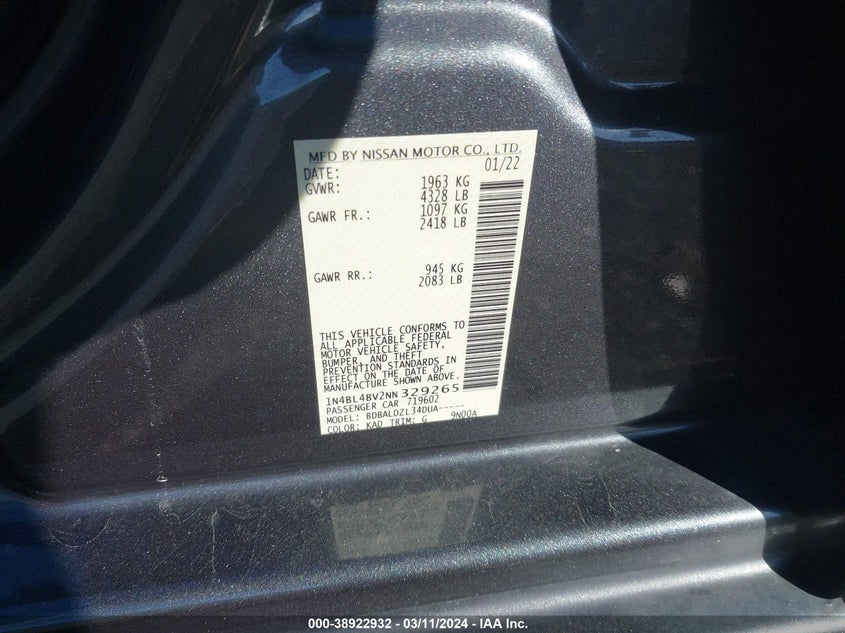 MFD BY NISSAN MOTOR CO., LTD.
DATE: 01/22
GVWR: 1963 KG
4328 LB
GAWR FR.: 1097 KG
2418 LB
GAWR RR.: 945 KG
2083 LB
THIS VEHICLE CONFORMS TO
ALL APPLICABLE FEDERAL
MOTOR VEHICLE SAFETY,
BUMPER, AND THEFT
PREVENTION STANDARDS IN
EFFECT ON THE DATE OF
MANUFACTURE SHOWN ABOVE.
1N4BL4BV2NN329265
PASSENGER CAR 719602
MODEL: BDBALDZL34DUA-----
COLOR: KAD TRIM: G 9N00A
000-38922932 - 03/11/2024 - IAA Inc.